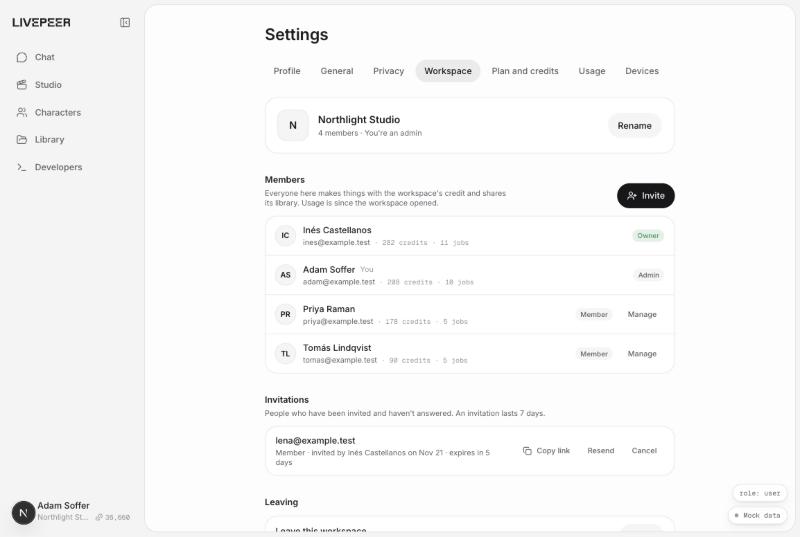 LIVEPEER
Chat
Studio
Characters
Library
Developers
N
Adam Soffer
Northlight St... 36,660
Settings
Profile General Privacy Workspace Plan and credits Usage Devices
N
Northlight Studio
4 members · You're an admin
Rename
Members
Everyone here makes things with the workspace's credit and shares
its library. Usage is since the workspace opened.
Invite
IC
Inés Castellanos
ines@example.test · 282 credits · 11 jobs
Owner
AS
Adam Soffer You
adam@example.test · 208 credits · 10 jobs
Admin
PR
Priya Raman
priya@example.test · 178 credits · 5 jobs
Member Manage
TL
Tomás Lindqvist
tomas@example.test · 90 credits · 5 jobs
Member Manage
Invitations
People who have been invited and haven't answered. An invitation lasts 7 days.
lena@example.test
Member · invited by Inés Castellanos on Nov 21 · expires in 5
days
Copy link Resend Cancel
Leaving
Leave this workspace
role: user
Mock data